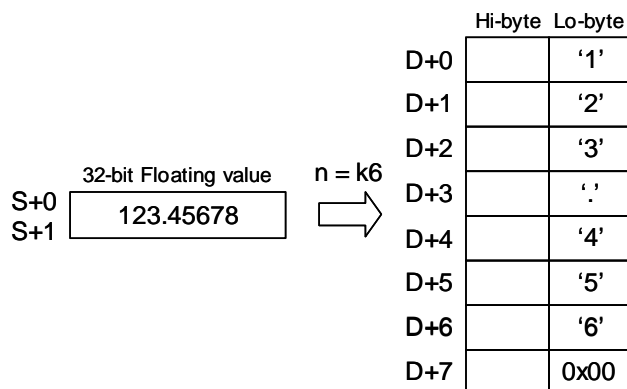 Hi-byte Lo-byte
D+0 ‘1’
D+1 ‘2’
D+2 ‘3’
D+3 ‘.’
D+4 ‘4’
D+5 ‘5’
D+6 ‘6’
D+7 0x00
32-bit Floating value
S+0
S+1
123.45678
n = k6